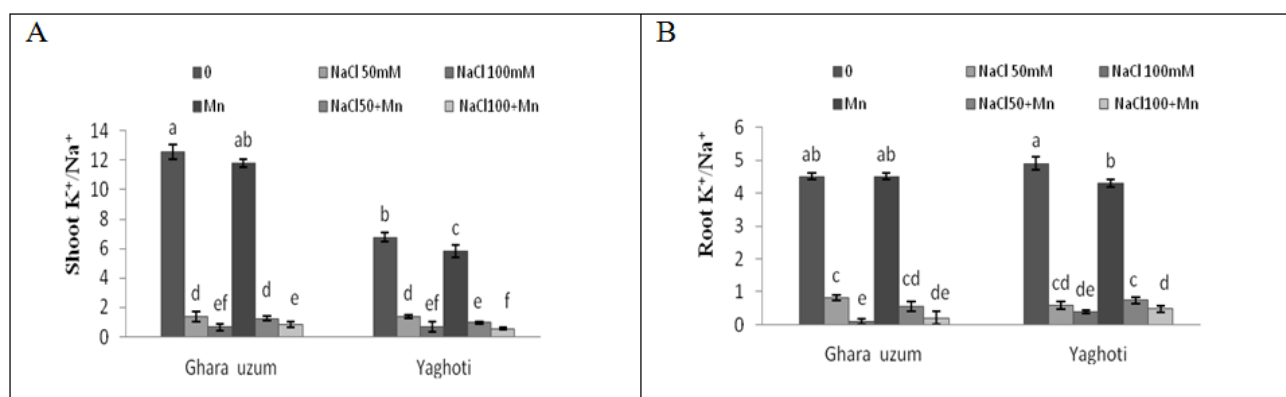 A
0 NaCl 50mM NaCl 100mM
Mn NaCl50+Mn NaCl100+Mn
Shoot K⁺/Na⁺
14
12
10
8
6
4
2
0
a ab
b c
d ef d e d ef e f
Ghara uzum Yaghoti
B
0 NaCl 50mM NaCl 100mM
Mn NaCl50+Mn NaCl100+Mn
Root K⁺/Na⁺
6
5
4
3
2
1
0
ab ab a b
c e cd de cd de c d
Ghara uzum Yaghoti